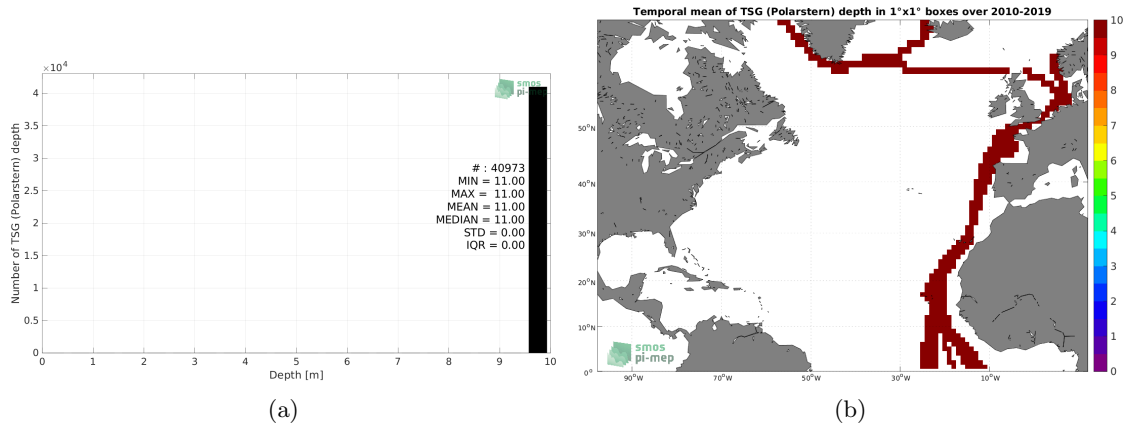 Temporal mean of TSG (Polarstern) depth in 1°x1° boxes over 2010-2019
×10⁴
4
3.5
3
2.5
2
1.5
1
0.5
0
Number of TSG (Polarstern) depth
smos
pi-mep
# : 40973
MIN = 11.00
MAX = 11.00
MEAN = 11.00
MEDIAN = 11.00
STD = 0.00
IQR = 0.00
0 1 2 3 4 5 6 7 8 9 10
Depth [m]
50°N
40°N
30°N
20°N
10°N
0°
90°W 70°W 50°W 30°W 10°W
smos
pi-mep
10
9
8
7
6
5
4
3
2
1
0
(a)
(b)